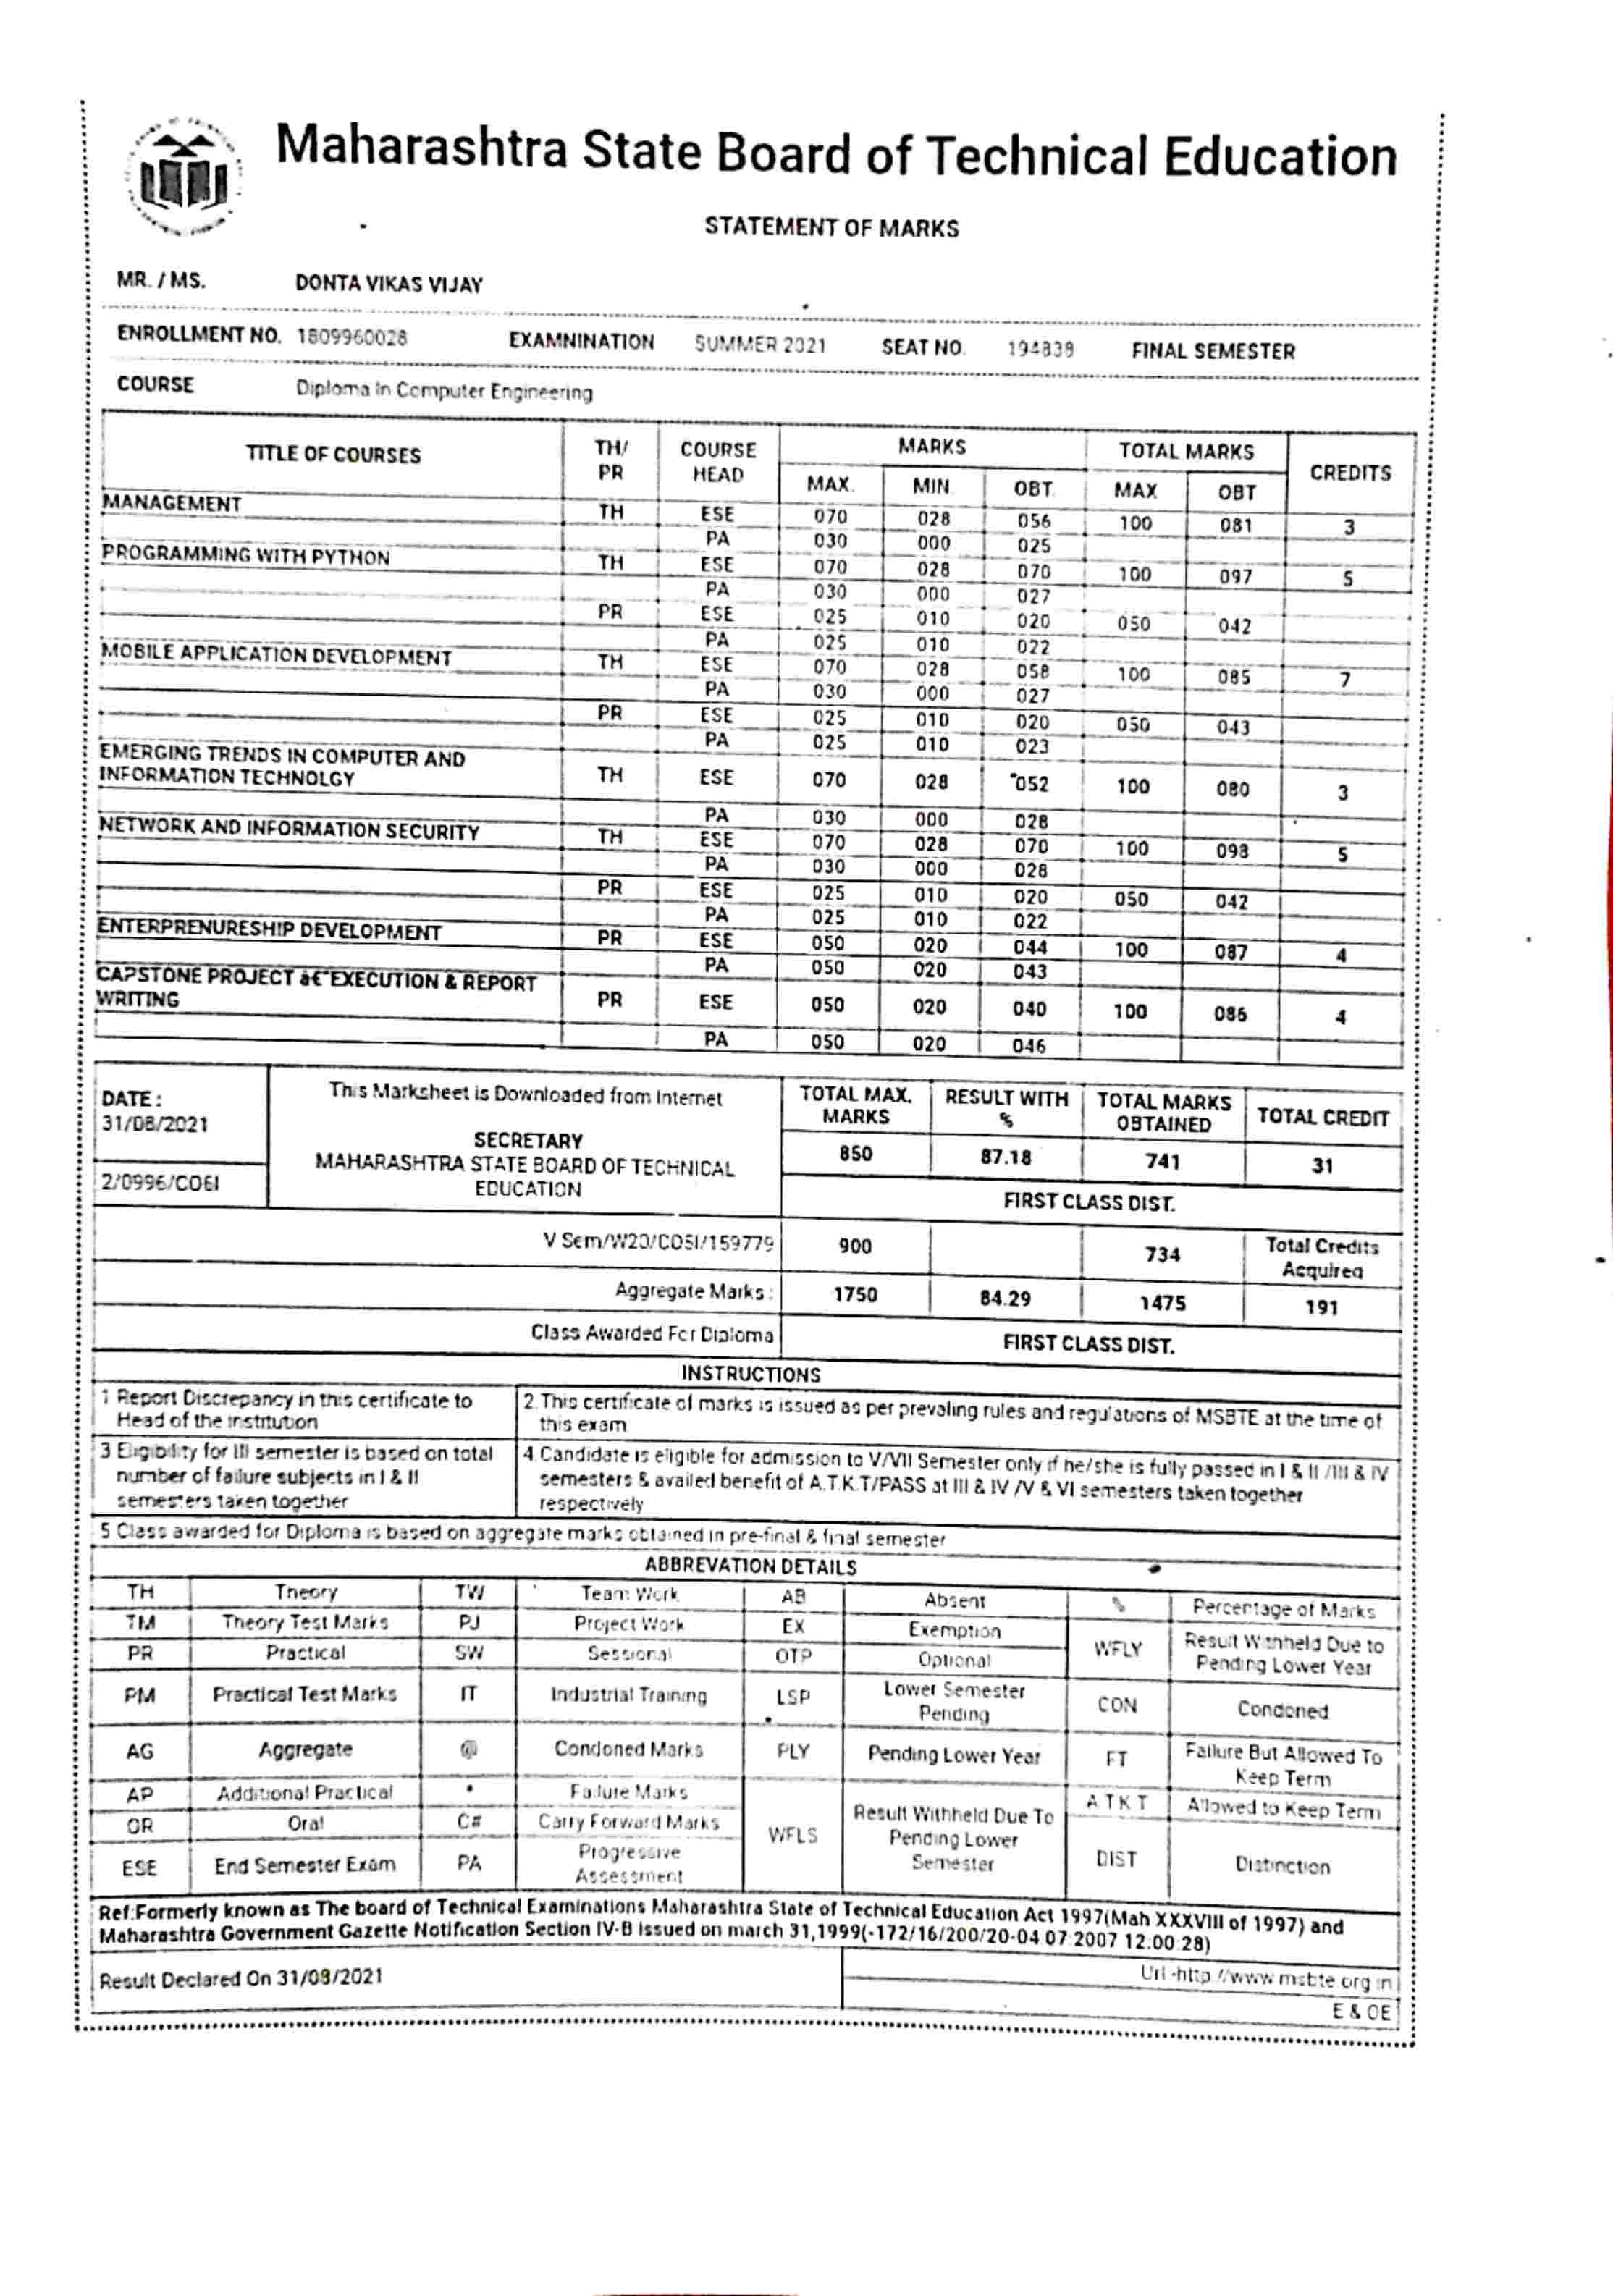 Maharashtra State Board of Technical Education
STATEMENT OF MARKS
MR. / MS. DONTA VIKAS VIJAY
ENROLLMENT NO. 1809960028 EXAMNINATION SUMMER 2021 SEAT NO. 194838 FINAL SEMESTER
COURSE Diploma In Computer Engineering
TITLE OF COURSES TH/ PR COURSE HEAD MARKS TOTAL MARKS CREDITS
MAX. MIN OBT. MAX OBT
MANAGEMENT TH ESE 070 028 056 100 081 3
PA 030 000 025
PROGRAMMING WITH PYTHON TH ESE 070 028 070 100 097 5
PA 030 000 027
PR ESE 025 010 020 050 042
PA 025 010 022
MOBILE APPLICATION DEVELOPMENT TH ESE 070 028 058 100 085 7
PA 030 000 027
PR ESE 025 010 020 050 043
PA 025 010 023
EMERGING TRENDS IN COMPUTER AND
INFORMATION TECHNOLGY TH ESE 070 028 052 100 080 3
PA 030 000 028
NETWORK AND INFORMATION SECURITY TH ESE 070 028 070 100 098 5
PA 030 000 028
PR ESE 025 010 020 050 042
PA 025 010 022
ENTERPRENURESHIP DEVELOPMENT PR ESE 050 020 044 100 087 4
PA 050 020 043
CAPSTONE PROJECT â€“ EXECUTION & REPORT
WRITING PR ESE 050 020 040 100 086 4
PA 050 020 046
DATE :
31/08/2021
2/0996/CO6I
This Marksheet is Downloaded from Internet
SECRETARY
MAHARASHTRA STATE BOARD OF TECHNICAL
EDUCATION
TOTAL MAX. MARKS RESULT WITH % TOTAL MARKS OBTAINED TOTAL CREDIT
850 87.18 741 31
FIRST CLASS DIST.
V Sem/W20/CO5I/159779 900 734 Total Credits Acquired
Aggregate Marks : 1750 84.29 1475 191
Class Awarded For Diploma FIRST CLASS DIST.
INSTRUCTIONS
1 Report Discrepancy in this certificate to
Head of the institution
2.This certificate of marks is issued as per prevaling rules and regulations of MSBTE at the time of
this exam
3 Eligibility for III semester is based on total
number of failure subjects in I & II
semesters taken together
4.Candidate is eligible for admission to V/VII Semester only if he/she is fully passed in I & II /III & IV
semesters & availed benefit of A.T.K.T/PASS at III & IV /V & VI semesters taken together
respectively
5 Class awarded for Diploma is based on aggregate marks obtained in pre-final & final semester
ABBREVATION DETAILS
TH Theory TW Team Work AB Absent % Percentage of Marks
TM Theory Test Marks PJ Project Work EX Exemption WFLY Result Withheld Due to Pending Lower Year
PR Practical SW Sessional OTP Optional
PM Practical Test Marks IT Industrial Training LSP Lower Semester Pending CON Condoned
AG Aggregate @ Condoned Marks PLY Pending Lower Year FT Failure But Allowed To Keep Term
AP Additional Practical * Failure Marks WFLS Result Withheld Due To Pending Lower Semester A T K T Allowed to Keep Term
OR Oral C# Carry Forward Marks DIST Distinction
ESE End Semester Exam PA Progressive Assessment
Ref:Formerly known as The board of Technical Examinations Maharashtra State of Technical Education Act 1997(Mah XXXVIII of 1997) and
Maharashtra Government Gazette Notification Section IV-B issued on march 31,1999(-172/16/200/20-04.07.2007 12:00:28)
Result Declared On 31/08/2021 Url -http://www.msbte.org.in
E & OE